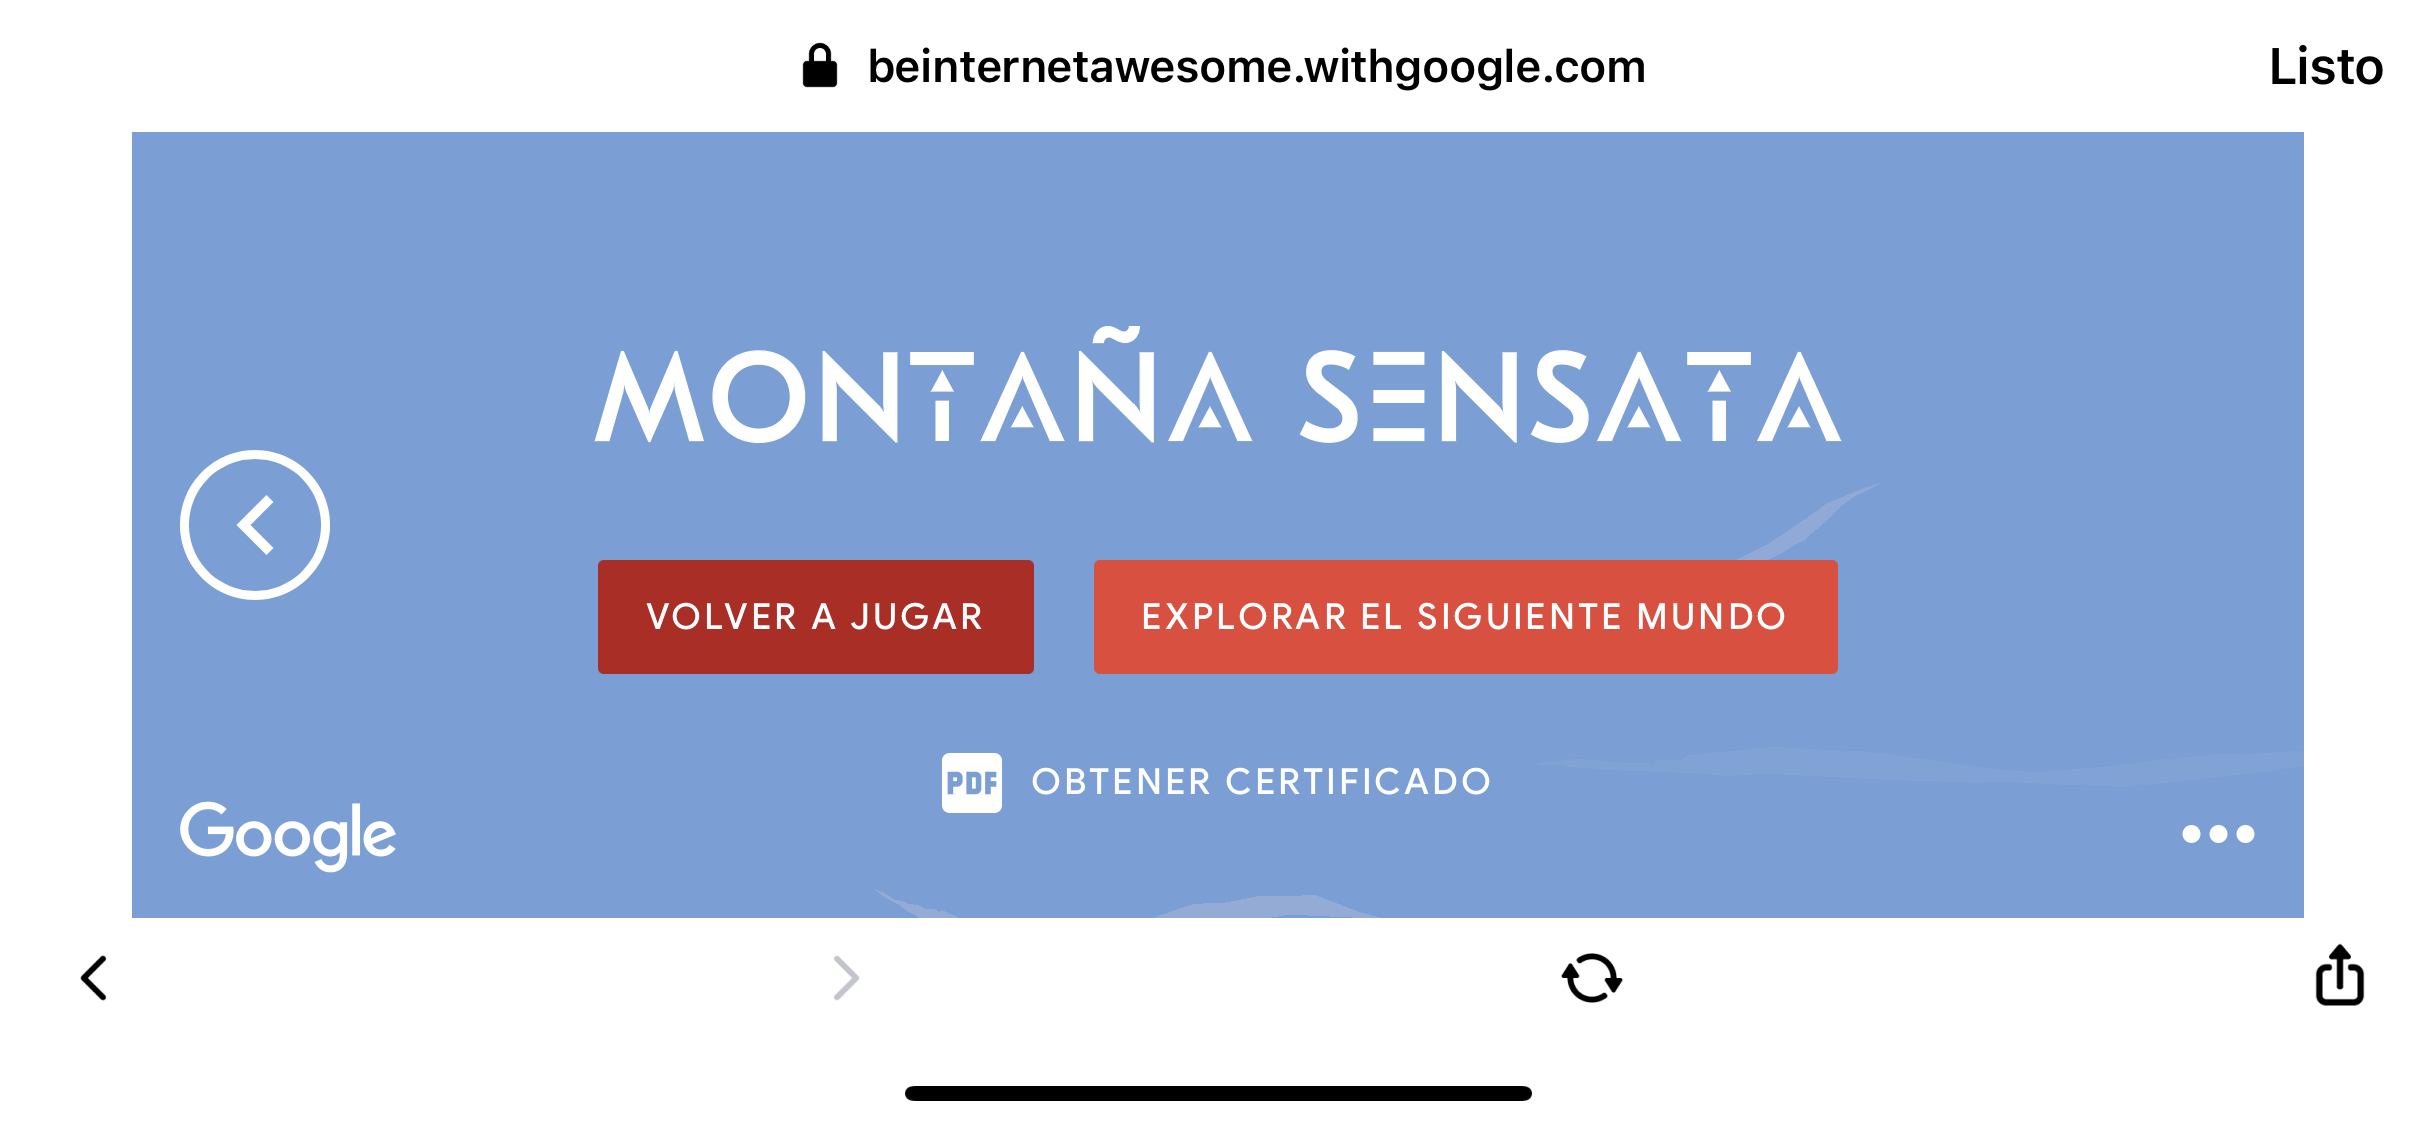 beinternetawesome.withgoogle.com
Listo
MONTAÑA SENSATA
VOLVER A JUGAR
EXPLORAR EL SIGUIENTE MUNDO
PDF OBTENER CERTIFICADO
Google